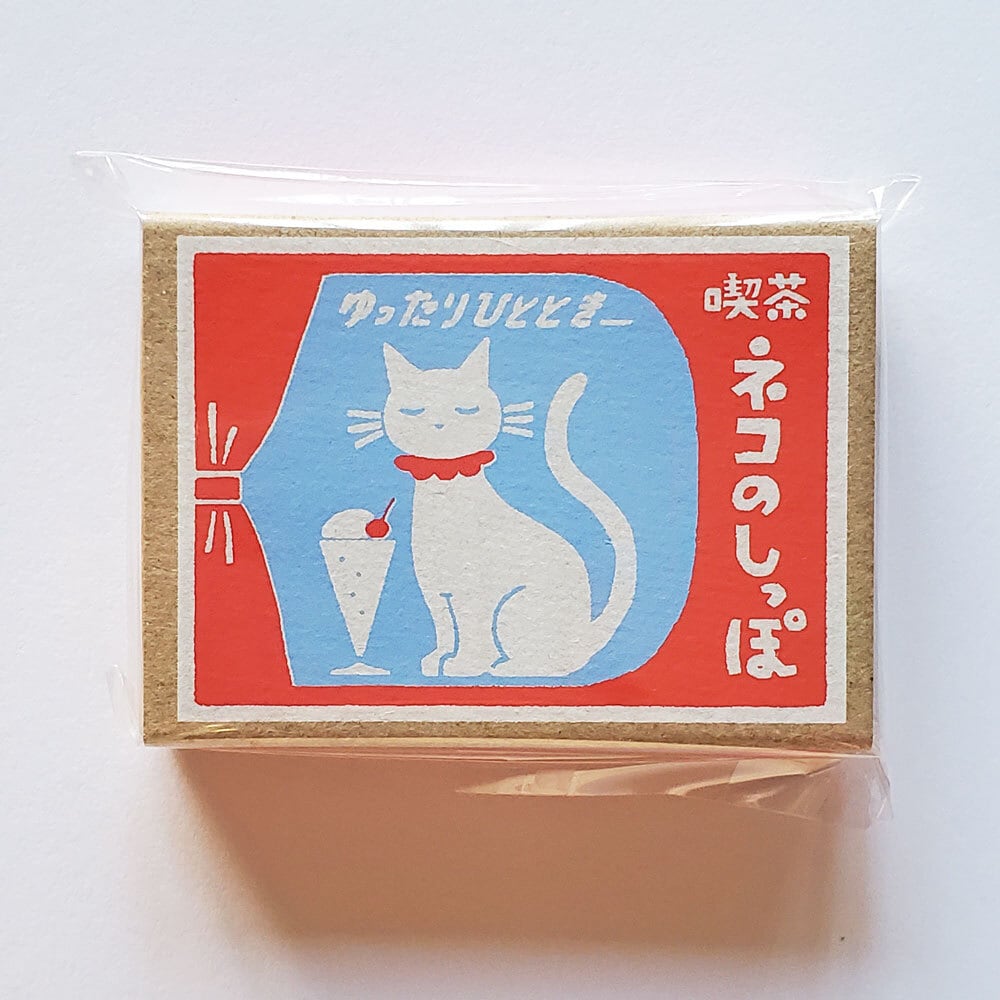 ゆったりひとときー
喫茶
ネコのしっぽ